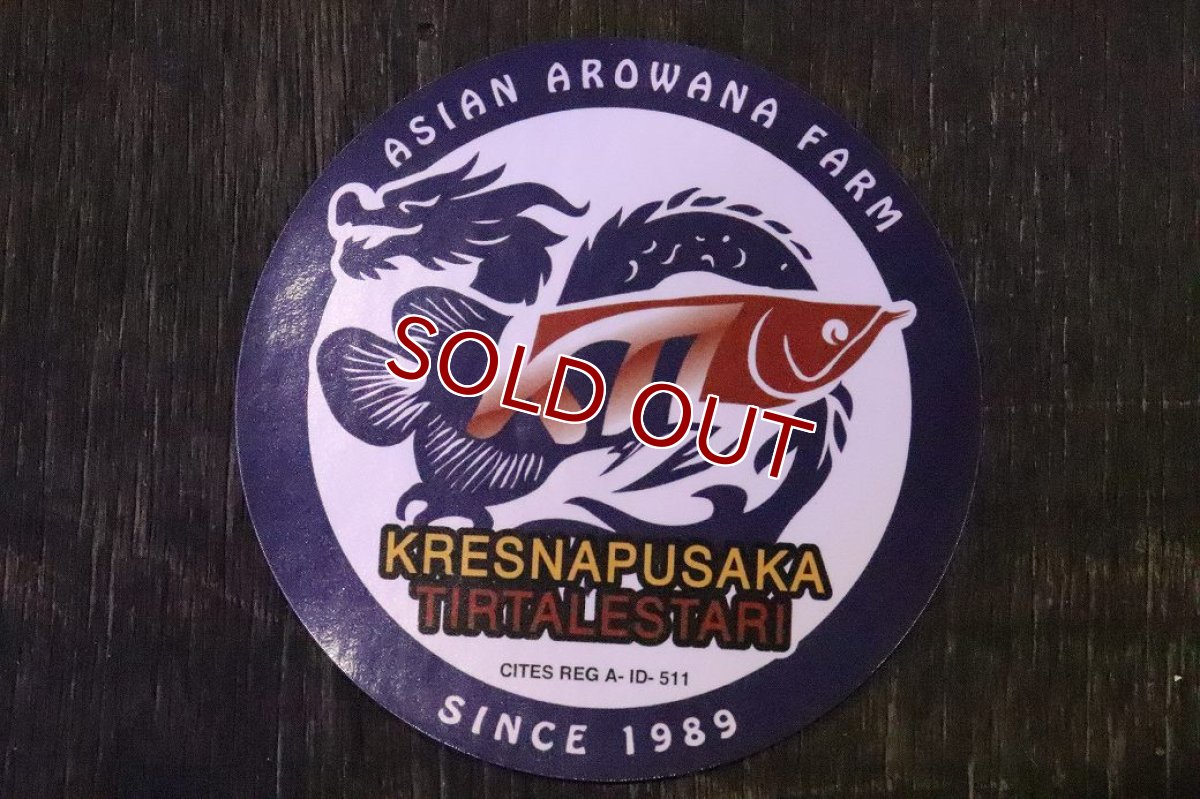 ASIAN AROWANA FARM
SOLD OUT
KRESNAPUSAKA
TIRTALESTARI
CITES REG A- ID- 511
SINCE 1989